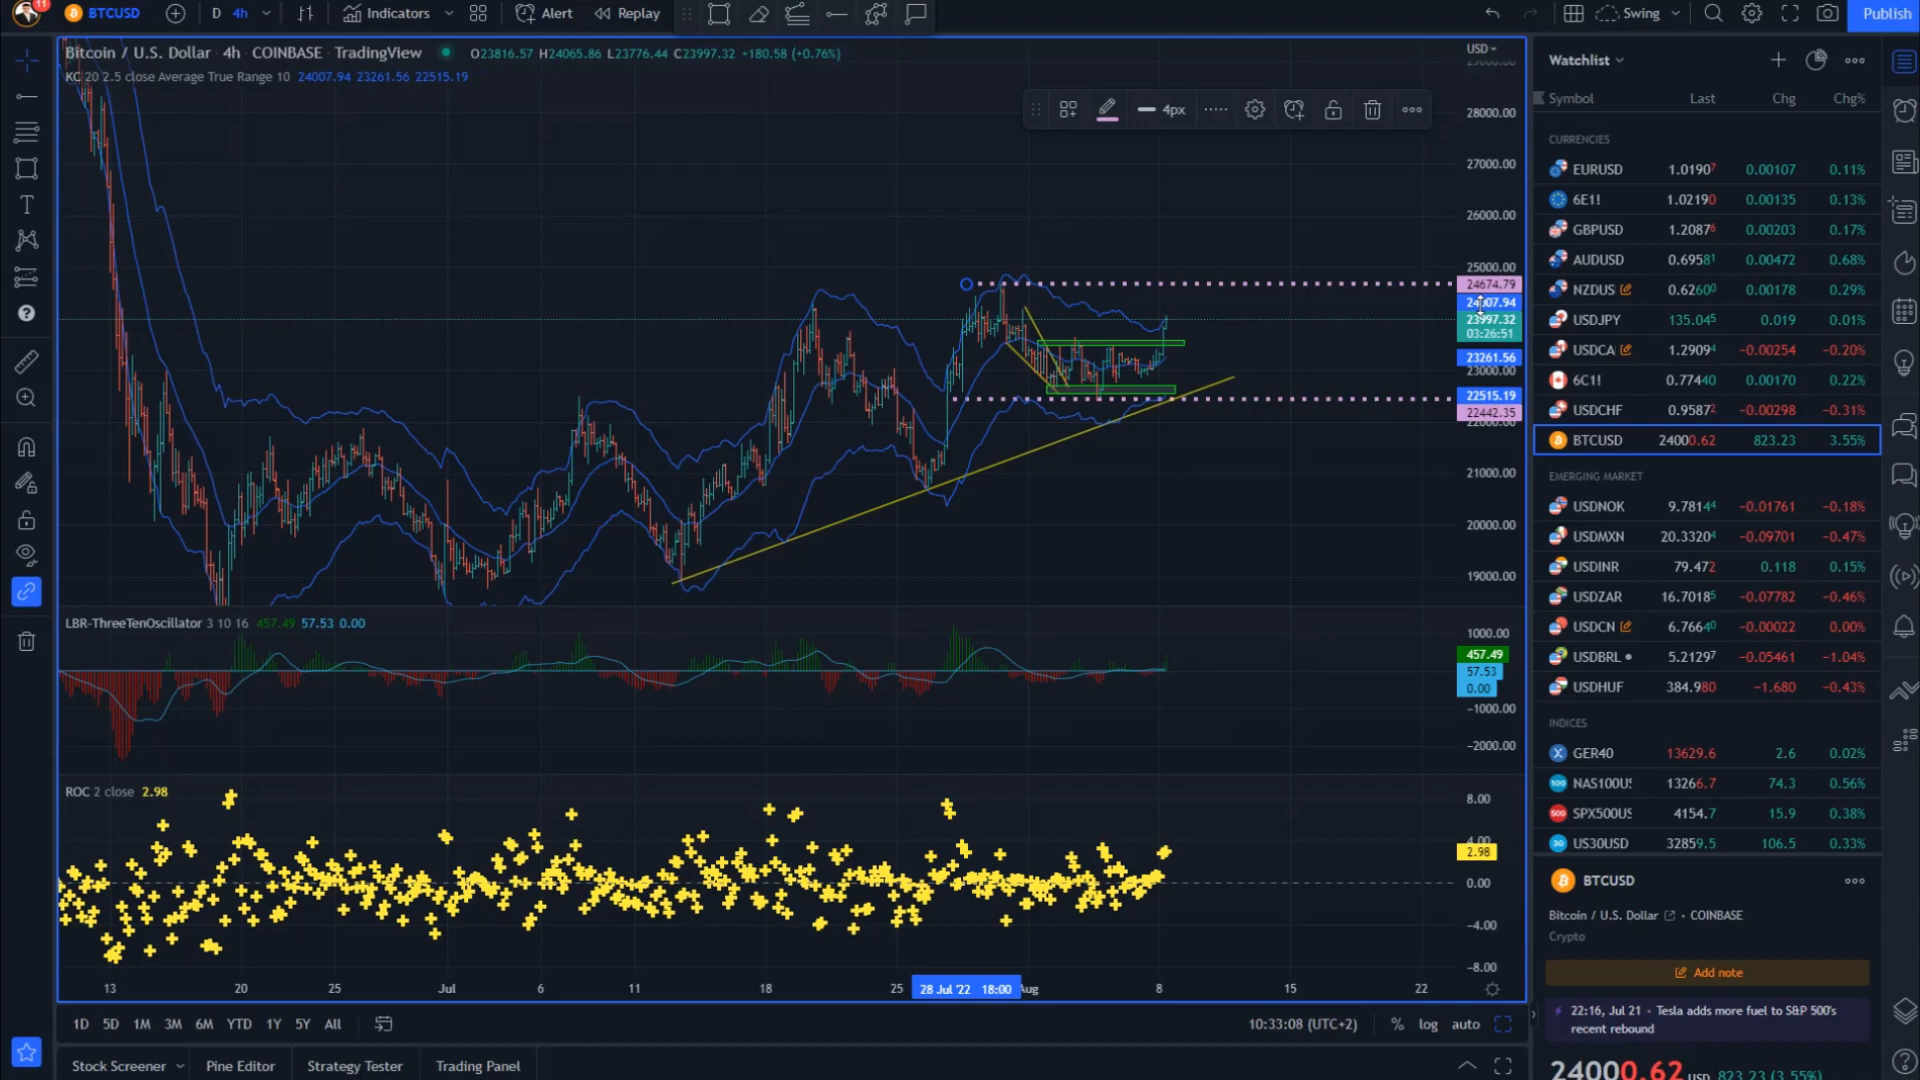 11 BTCUSD D 4h Indicators Alert Replay Swing Publish
Bitcoin / U.S. Dollar 4h COINBASE TradingView O23816.57 H24065.86 L23776.44 C23997.32 +180.58 (+0.76%)
KC 20 2.5 close Average True Range 10 24007.94 23261.56 22515.19
4px
USD
28000.00
27000.00
26000.00
25000.00
24674.79
24007.94
23997.32
03:26:51
23261.56
23000.00
22515.19
22442.35
22000.00
21000.00
20000.00
19000.00
LBR-ThreeTenOscillator 3 10 16 457.49 57.53 0.00
1000.00
457.49
57.53
0.00
−1000.00
−2000.00
ROC 2 close 2.98
8.00
4.00
2.98
0.00
−4.00
−8.00
13 20 25 Jul 6 11 18 25 28 Jul '22 18:00 Aug 8 15 22
1D 5D 1M 3M 6M YTD 1Y 5Y All 10:33:08 (UTC+2) % log auto
Stock Screener Pine Editor Strategy Tester Trading Panel
Watchlist
Symbol Last Chg Chg%
CURRENCIES
EURUSD 1.01907 0.00107 0.11%
6E1! 1.02190 0.00135 0.13%
GBPUSD 1.20876 0.00203 0.17%
AUDUSD 0.69581 0.00472 0.68%
NZDUS 0.62600 0.00178 0.29%
USDJPY 135.045 0.019 0.01%
USDCA 1.29094 −0.00254 −0.20%
6C1! 0.77440 0.00170 0.22%
USDCHF 0.95872 −0.00298 −0.31%
BTCUSD 24000.62 823.23 3.55%
EMERGING MARKET
USDNOK 9.78144 −0.01761 −0.18%
USDMXN 20.33204 −0.09701 −0.47%
USDINR 79.472 0.118 0.15%
USDZAR 16.70185 −0.07782 −0.46%
USDCN 6.76640 −0.00022 0.00%
USDBRL 5.21297 −0.05461 −1.04%
USDHUF 384.980 −1.680 −0.43%
INDICES
GER40 13629.6 2.6 0.02%
NAS100U 13266.7 74.3 0.56%
SPX500US 4154.7 15.9 0.38%
US30USD 32859.5 106.5 0.33%
BTCUSD
Bitcoin / U.S. Dollar • COINBASE
Crypto
Add note
22:16, Jul 21 • Tesla adds more fuel to S&P 500's
recent rebound
24000.62 USD 823.23 (3.55%)